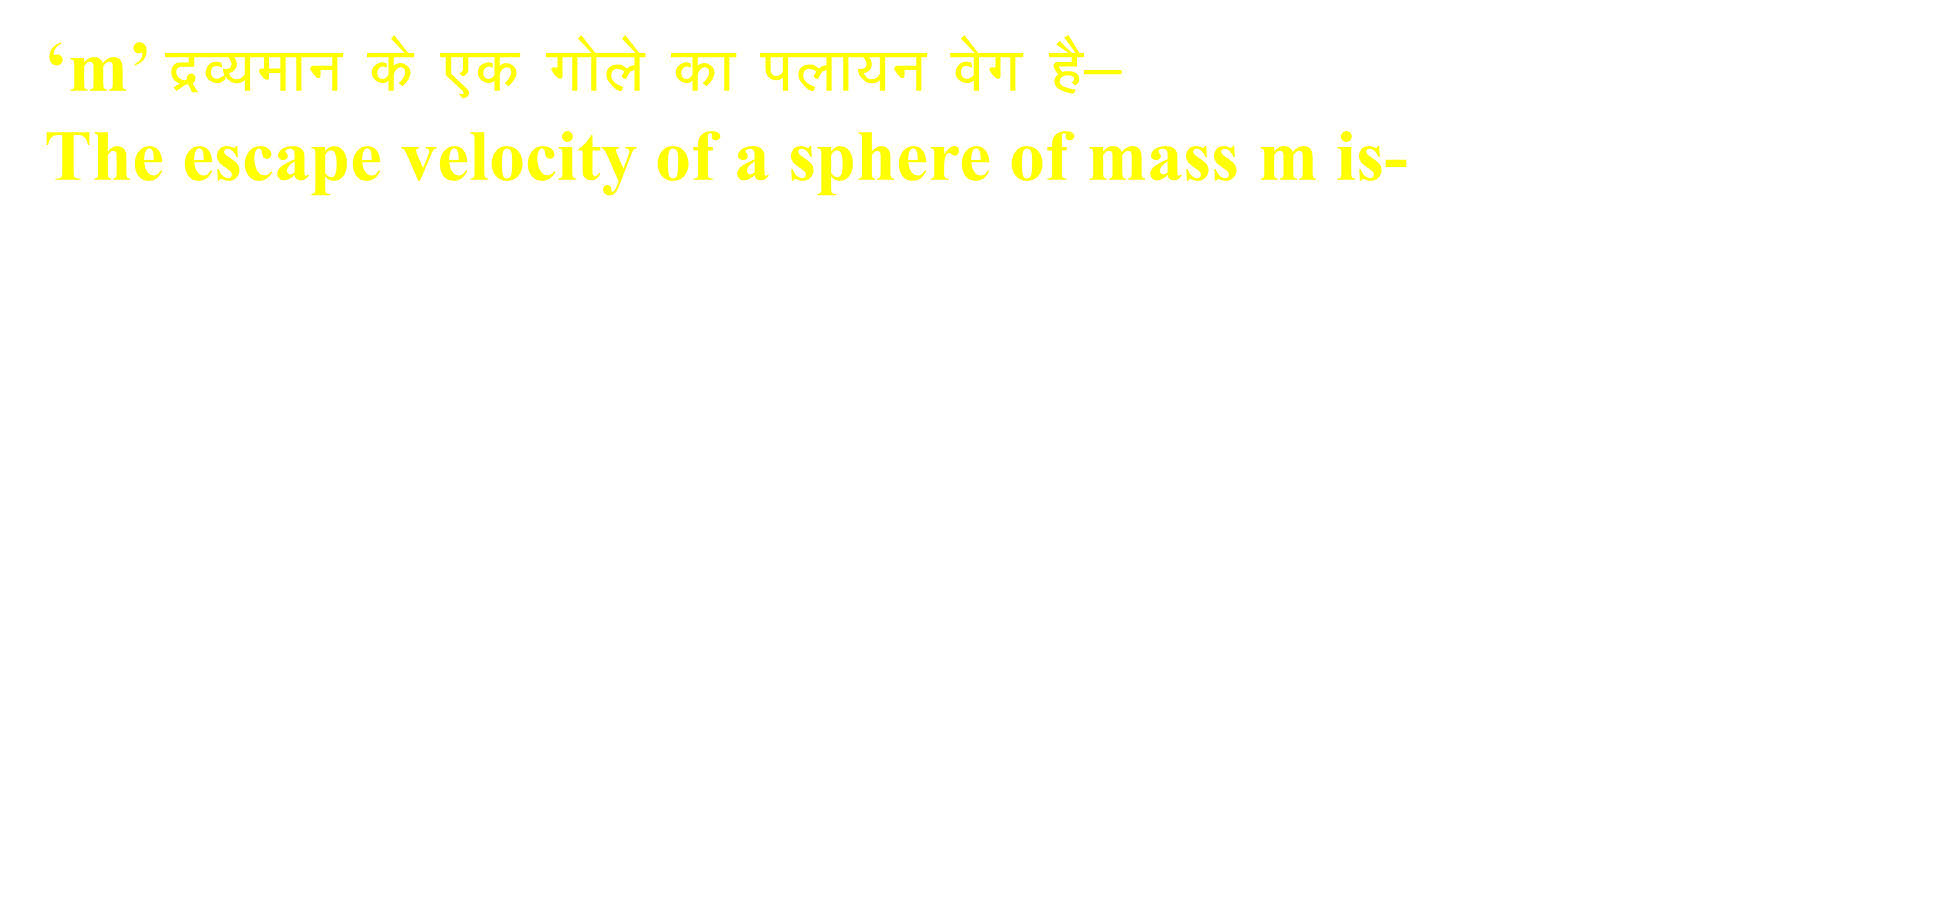 ‘m’ द्रव्यमान के एक गोले का पलायन वेग है–
The escape velocity of a sphere of mass m is-